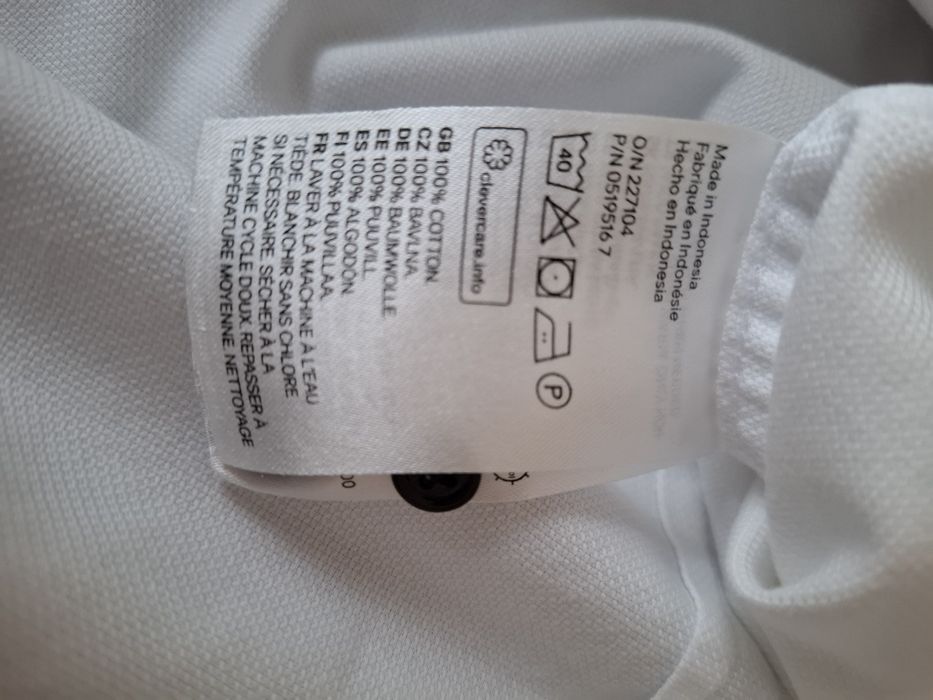 Made in Indonesia
Fabriqué en Indonésie
Hecho en Indonesia
O/N 227104
P/N 0519516 7
40
P
clevercare.info
GB 100% COTTON
CZ 100% BAVLNA
DE 100% BAUMWOLLE
EE 100% PUUVILL
ES 100% ALGODÓN
FI 100% PUUVILLAA
FR LAVER À LA MACHINE À L'EAU
TIÈDE. BLANCHIR SANS CHLORE
SI NÉCESSAIRE. SÉCHER À LA
MACHINE CYCLE DOUX. REPASSER À
TEMPÉRATURE MOYENNE. NETTOYAGE